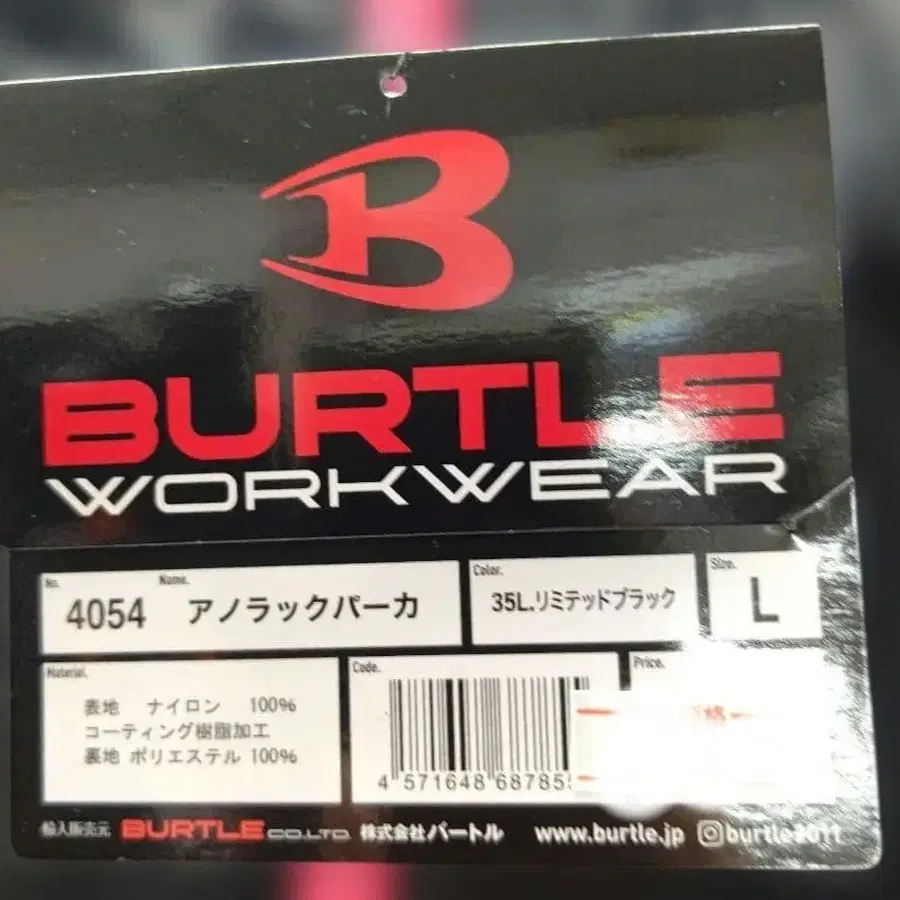 B
BURTLE
WORKWEAR
No. Name. Color. Size.
4054 アノラックパーカ 35L.リミテッドブラック L
Material. Code. Price.
表地 ナイロン 100%
コーティング樹脂加工
裏地 ポリエステル 100%
4 571648 68785
輸入販売元 BURTLE CO.LTD. 株式会社バートル www.burtle.jp burtle2011